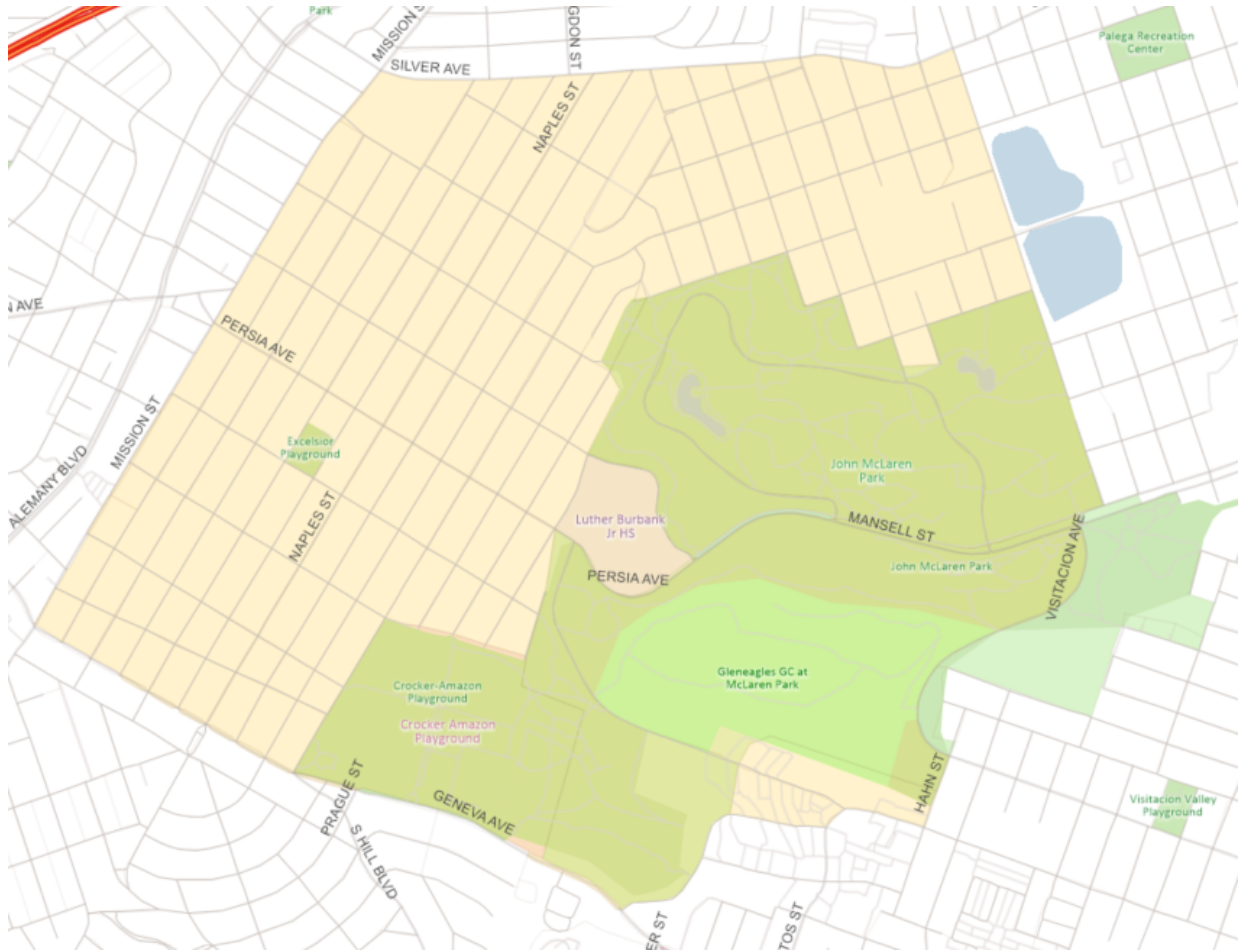 Park
MISSION S
GDON ST
Palega Recreation
Center
SILVER AVE
NAPLES ST
N AVE
PERSIA AVE
MISSION ST
Excelsior
Playground
ALEMANY BLVD
NAPLES ST
John McLaren
Park
Luther Burbank
Jr HS
MANSELL ST
VISITACION AVE
PERSIA AVE
John McLaren Park
Gleneagles GC at
McLaren Park
Crocker-Amazon
Playground
Crocker Amazon
Playground
HAHN ST
PRAGUE ST
GENEVA AVE
Visitacion Valley
Playground
S HILL BLVD
ER ST
TOS ST